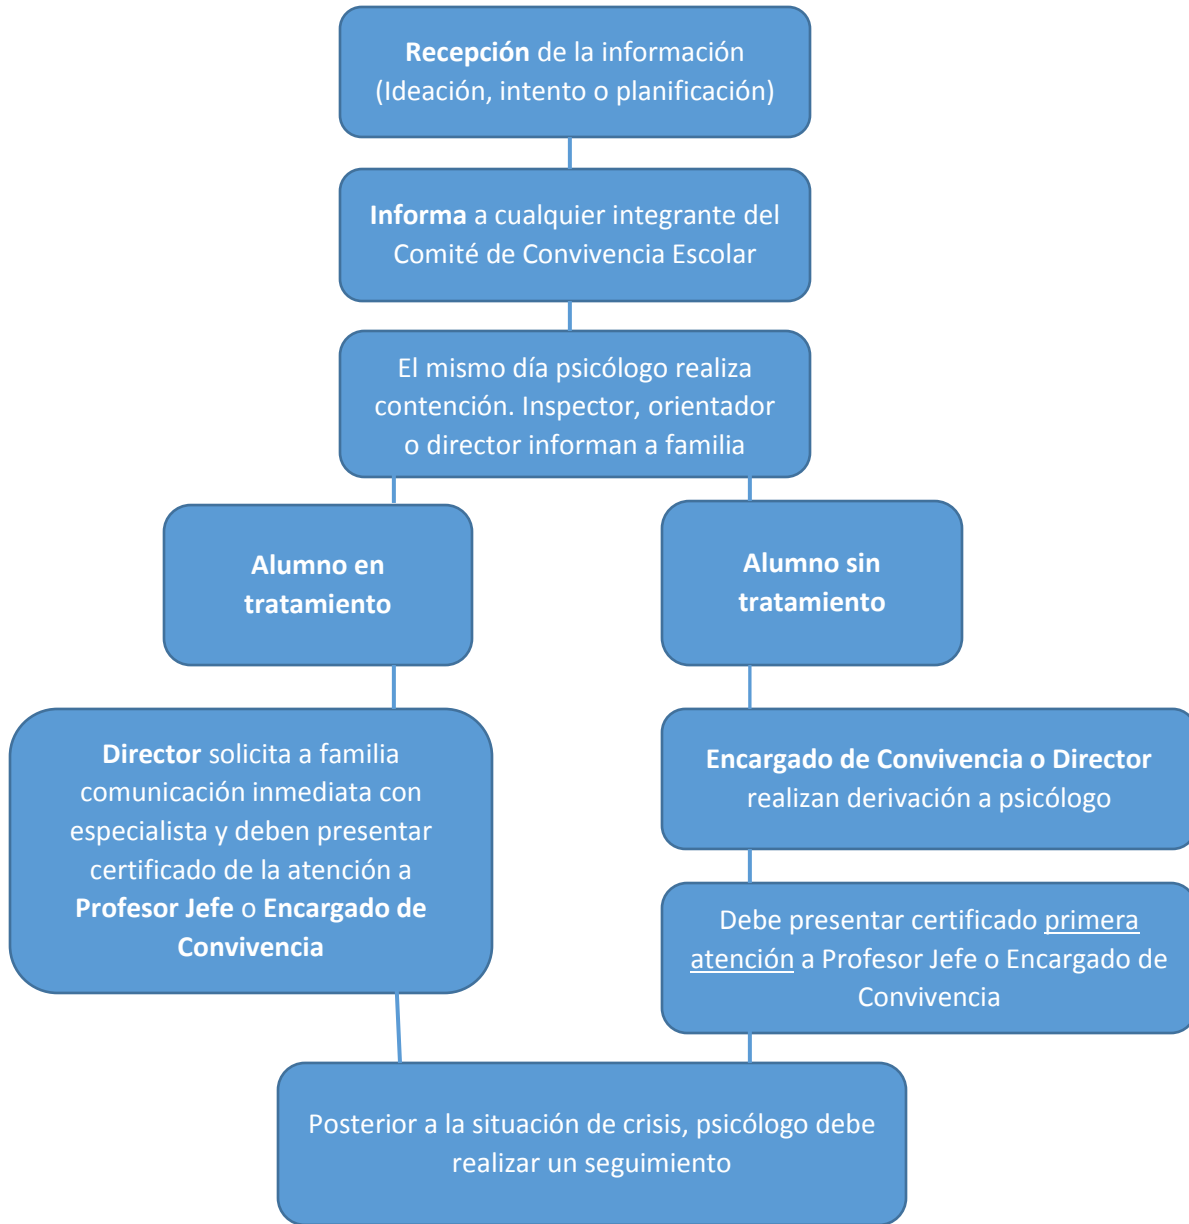 Recepción de la información
(Ideación, intento o planificación)
Informa a cualquier integrante del
Comité de Convivencia Escolar
El mismo día psicólogo realiza
contención. Inspector, orientador
o director informan a familia
Alumno en
tratamiento
Alumno sin
tratamiento
Director solicita a familia
comunicación inmediata con
especialista y deben presentar
certificado de la atención a
Profesor Jefe o Encargado de
Convivencia
Encargado de Convivencia o Director
realizan derivación a psicólogo
Debe presentar certificado primera
atención a Profesor Jefe o Encargado de
Convivencia
Posterior a la situación de crisis, psicólogo debe
realizar un seguimiento